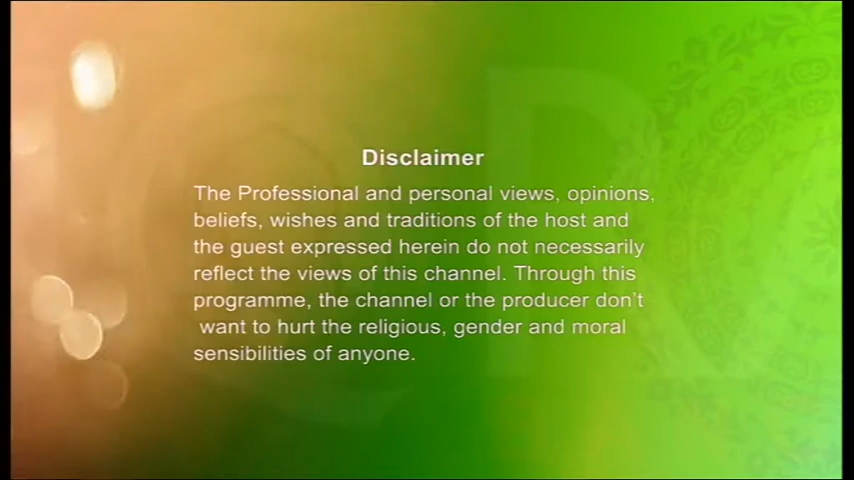 Disclaimer
The Professional and personal views, opinions,
beliefs, wishes and traditions of the host and
the guest expressed herein do not necessarily
reflect the views of this channel. Through this
programme, the channel or the producer don't
want to hurt the religious, gender and moral
sensibilities of anyone.